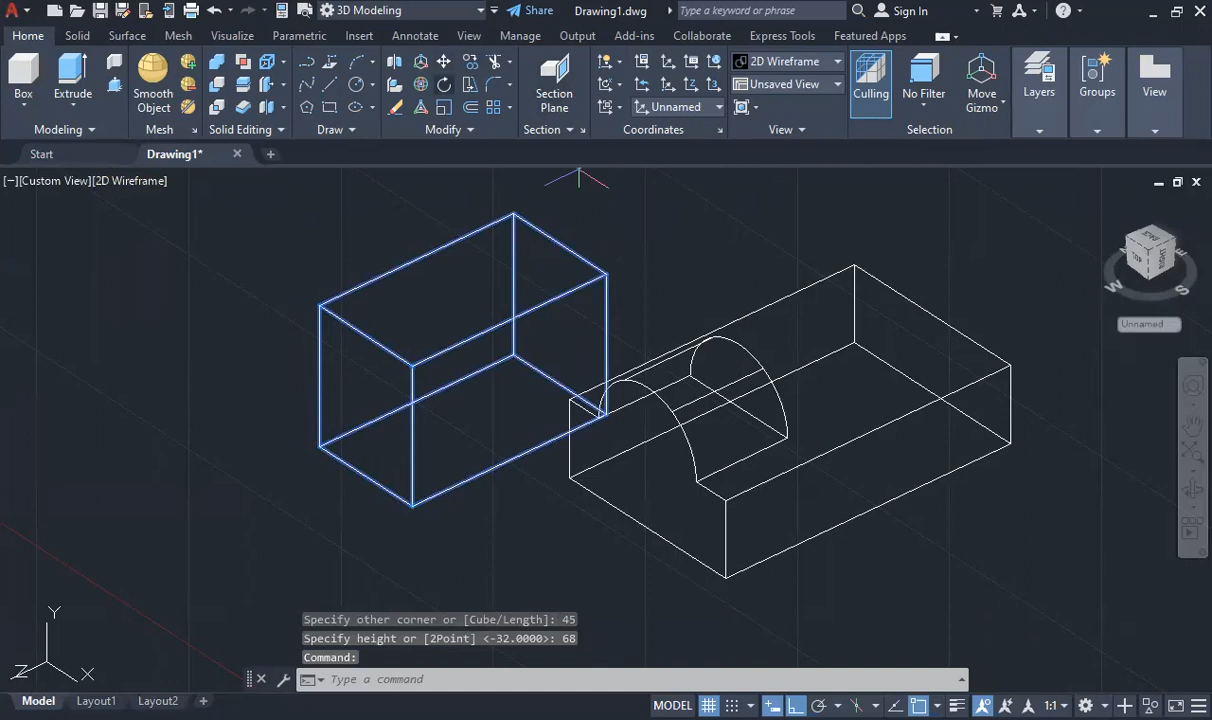 3D Modeling
Share
Drawing1.dwg
Type a keyword or phrase
Sign In
Home
Solid
Surface
Mesh
Visualize
Parametric
Insert
Annotate
View
Manage
Output
Add-ins
Collaborate
Express Tools
Featured Apps
Box
Extrude
Smooth
Object
Section
Plane
Unnamed
2D Wireframe
Unsaved View
Culling
No Filter
Move
Gizmo
Layers
Groups
View
Modeling
Mesh
Solid Editing
Draw
Modify
Section
Coordinates
View
Selection
Start
Drawing1*
[−][Custom View][2D Wireframe]
W
S
Unnamed
Specify other corner or [Cube/Length]: 45
Specify height or [2Point] <-32.0000>: 68
Command:
Type a command
Y
Z
X
Model
Layout1
Layout2
MODEL
1:1